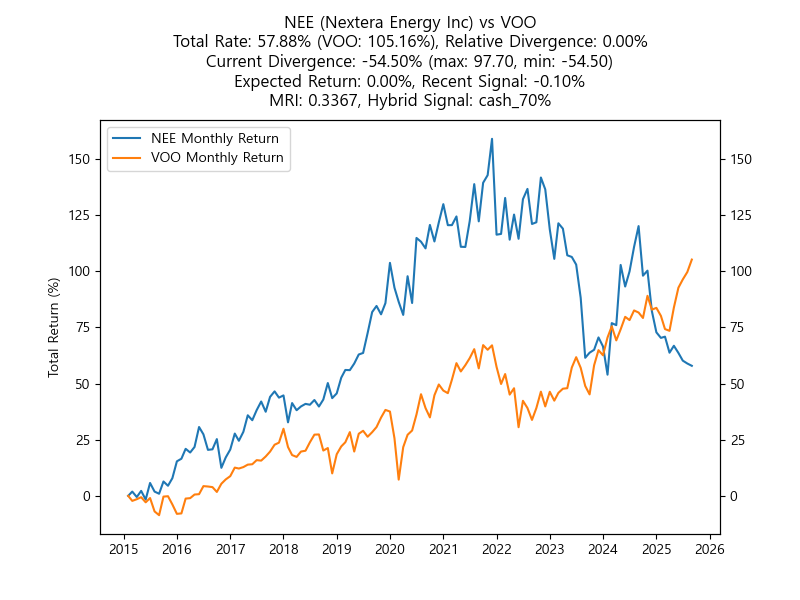 NEE (Nextera Energy Inc) vs VOO
Total Rate: 57.88% (VOO: 105.16%), Relative Divergence: 0.00%
Current Divergence: -54.50% (max: 97.70, min: -54.50)
Expected Return: 0.00%, Recent Signal: -0.10%
MRI: 0.3367, Hybrid Signal: cash_70%
NEE Monthly Return
VOO Monthly Return
Total Return (%)
150
125
100
75
50
25
0
150
125
100
75
50
25
0
2015 2016 2017 2018 2019 2020 2021 2022 2023 2024 2025 2026